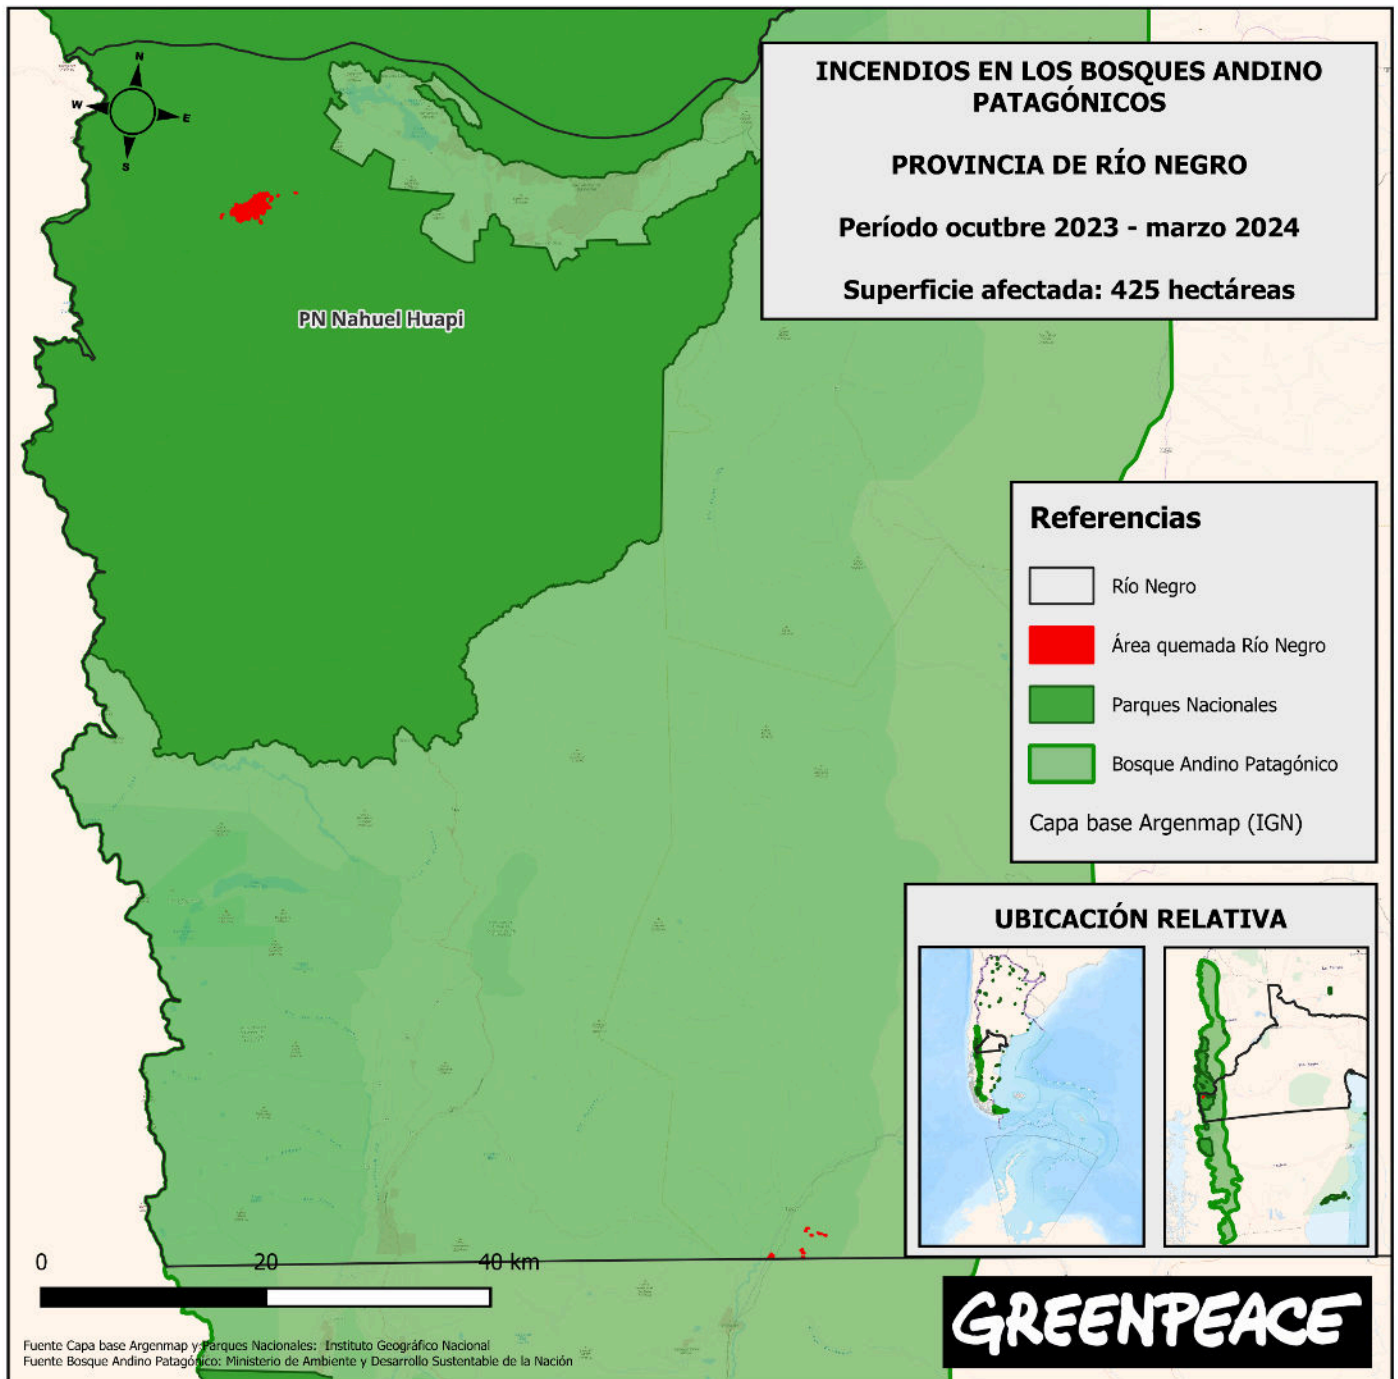 INCENDIOS EN LOS BOSQUES ANDINO
PATAGÓNICOS
PROVINCIA DE RÍO NEGRO
Período ocutbre 2023 - marzo 2024
Superficie afectada: 425 hectáreas
N
W
E
S
PN Nahuel Huapi
Referencias
Río Negro
Área quemada Río Negro
Parques Nacionales
Bosque Andino Patagónico
Capa base Argenmap (IGN)
UBICACIÓN RELATIVA
0 20 40 km
GREENPEACE
Fuente Capa base Argenmap y Parques Nacionales: Instituto Geográfico Nacional
Fuente Bosque Andino Patagónico: Ministerio de Ambiente y Desarrollo Sustentable de la Nación